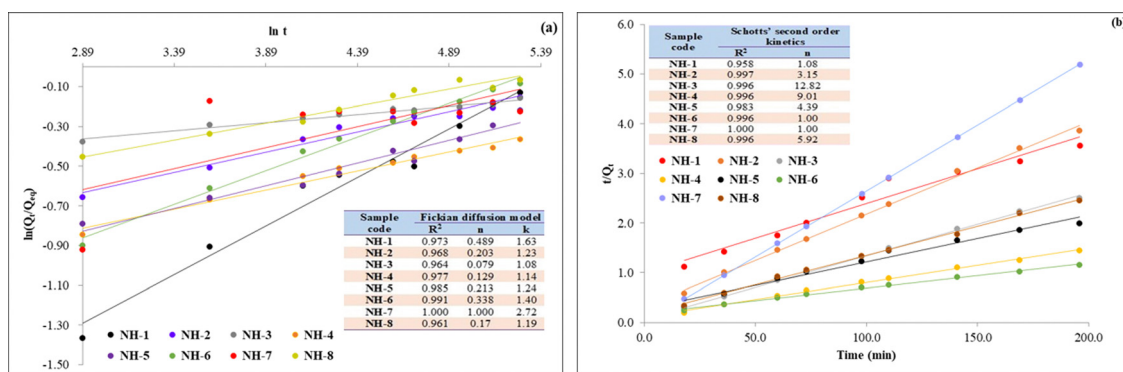 (a)
ln t
2.89 3.39 3.89 4.39 4.89 5.39
-0.10
-0.30
-0.50
-0.70
-0.90
-1.10
-1.30
-1.50
ln(Qt/Qeq)
Sample code Fickian diffusion model
R² n k
NH-1 0.973 0.489 1.63
NH-2 0.968 0.203 1.23
NH-3 0.964 0.079 1.08
NH-4 0.977 0.129 1.14
NH-5 0.985 0.213 1.24
NH-6 0.991 0.338 1.40
NH-7 1.000 1.000 2.72
NH-8 0.961 0.17 1.19
NH-1 NH-2 NH-3 NH-4
NH-5 NH-6 NH-7 NH-8
(b)
6.0
5.0
4.0
3.0
2.0
1.0
0.0
t/Qt
Sample code Schotts' second order kinetics
R² n
NH-1 0.958 1.08
NH-2 0.997 3.15
NH-3 0.996 12.82
NH-4 0.996 9.01
NH-5 0.983 4.39
NH-6 0.996 1.00
NH-7 1.000 1.00
NH-8 0.996 5.92
NH-1 NH-2 NH-3
NH-4 NH-5 NH-6
NH-7 NH-8
0.0 50.0 100.0 150.0 200.0
Time (min)